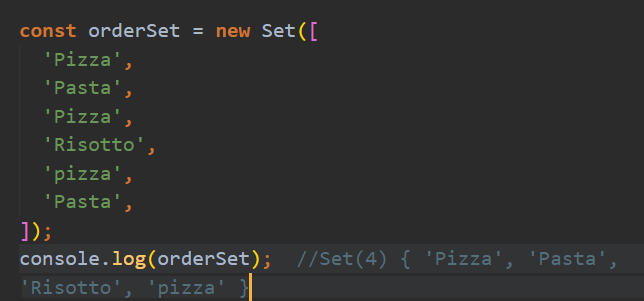 const orderSet = new Set([
'Pizza',
'Pasta',
'Pizza',
'Risotto',
'pizza',
'Pasta',
]);
console.log(orderSet);  //Set(4) { 'Pizza', 'Pasta',
'Risotto', 'pizza' }